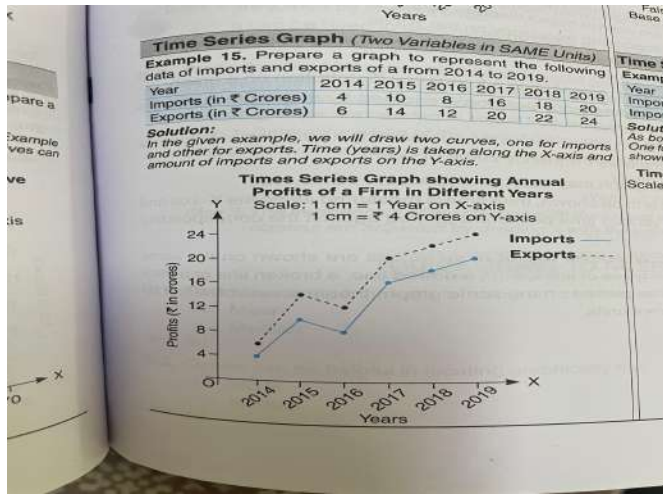 Years
Time Series Graph (Two Variables in SAME Units)
Example 15. Prepare a graph to represent the following
data of imports and exports of a from 2014 to 2019.
Year 2014 2015 2016 2017 2018 2019
Imports (in ₹ Crores) 4 10 8 16 18 20
Exports (in ₹ Crores) 6 14 12 20 22 24
Solution:
In the given example, we will draw two curves, one for imports
and other for exports. Time (years) is taken along the X-axis and
amount of imports and exports on the Y-axis.
Times Series Graph showing Annual
Profits of a Firm in Different Years
Scale: 1 cm = 1 Year on X-axis
1 cm = ₹ 4 Crores on Y-axis
Y
24
20
16
12
8
4
O
Profits (₹ in crores)
Imports
Exports
X
2014 2015 2016 2017 2018 2019
Years
pare a
Example
ves can
ve
is
X
Base
Time
Exam
Year
Impo
Impo
Solut
As bo
One f
show
Tim
Scale